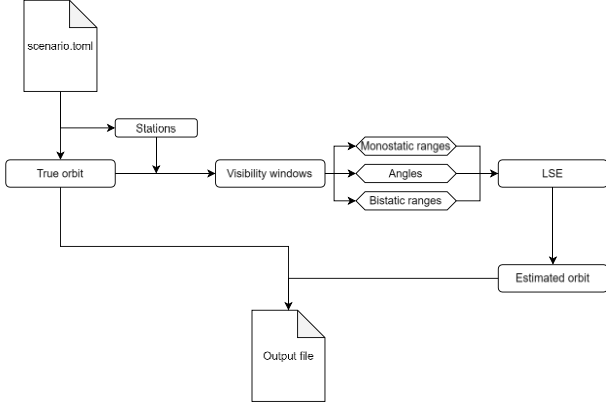 scenario.toml
Stations
True orbit
Visibility windows
Monostatic ranges
Angles
Bistatic ranges
LSE
Estimated orbit
Output file